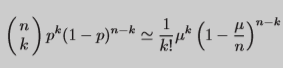 $\binom{n}{k} p^k (1-p)^{n-k} \simeq \frac{1}{k!} \mu^k \left(1 - \frac{\mu}{n}\right)^{n-k}$